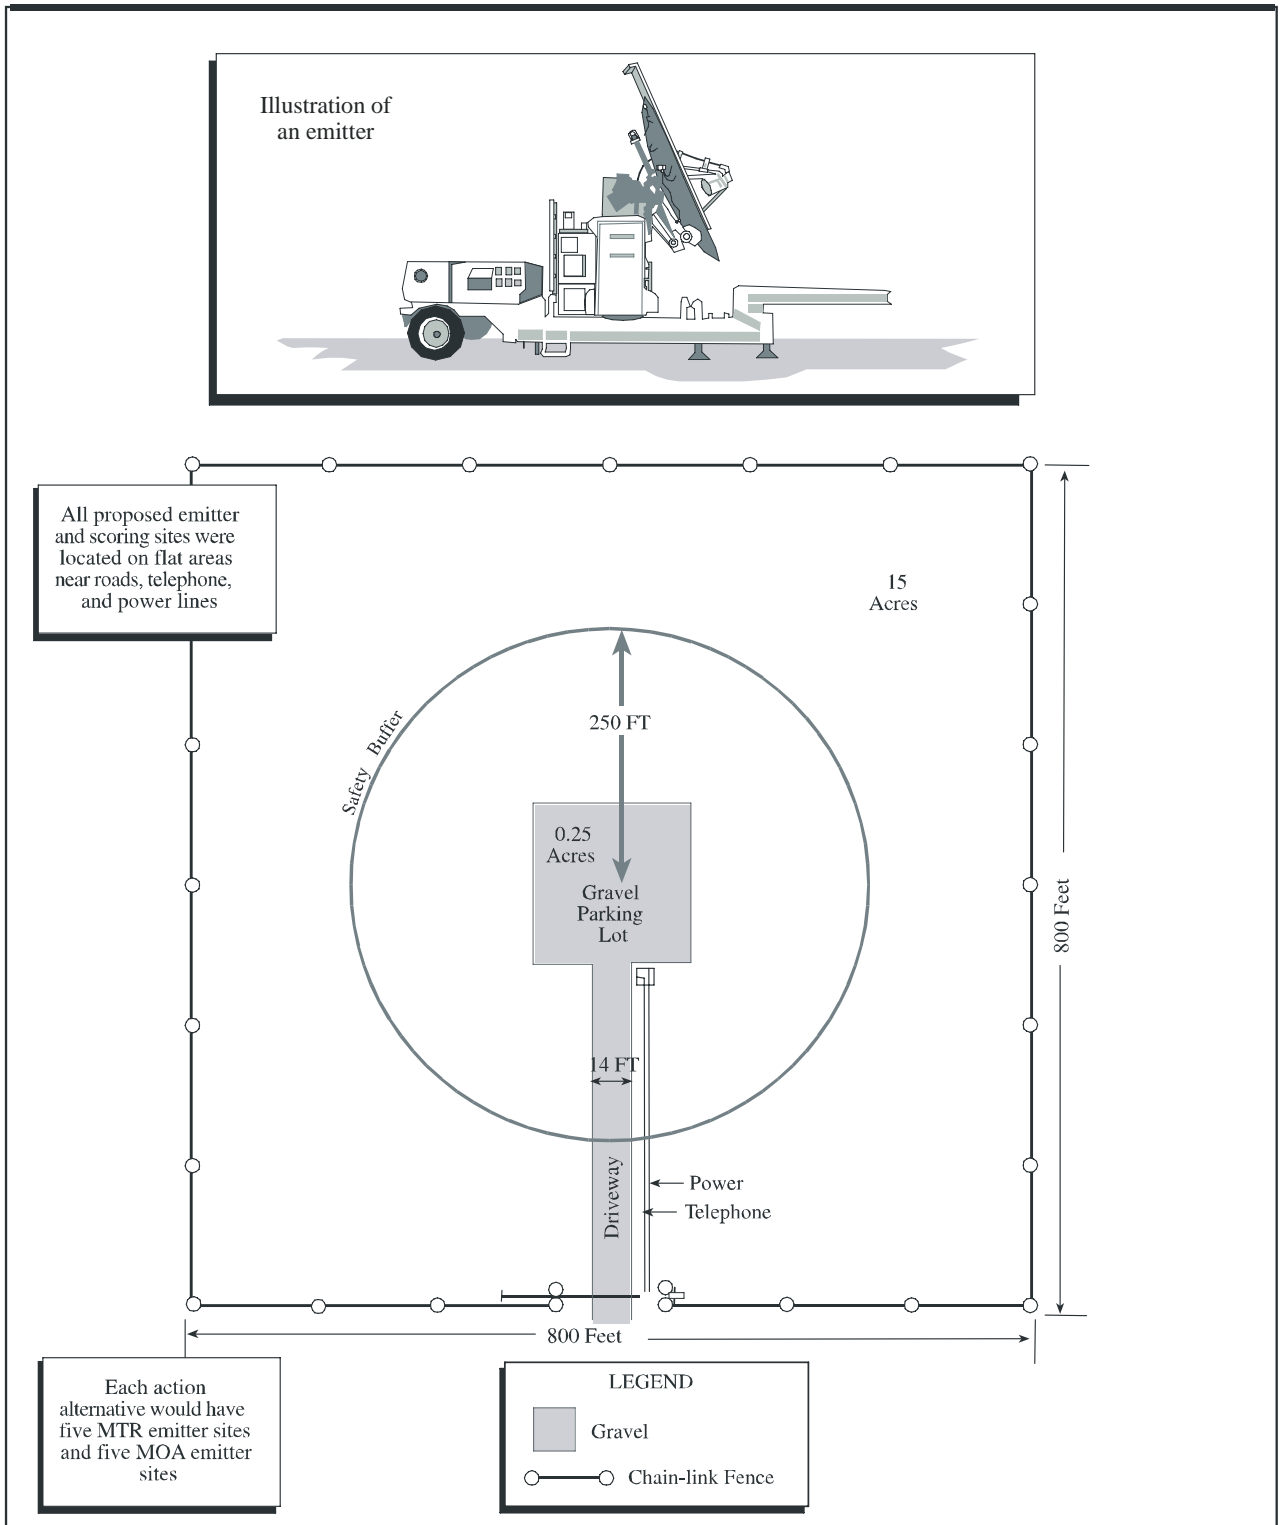 Illustration of
an emitter
All proposed emitter
and scoring sites were
located on flat areas
near roads, telephone,
and power lines
15
Acres
250 FT
Safety Buffer
0.25
Acres
Gravel
Parking
Lot
800 Feet
14 FT
Driveway
Power
Telephone
800 Feet
Each action
alternative would have
five MTR emitter sites
and five MOA emitter
sites
LEGEND
Gravel
Chain-link Fence